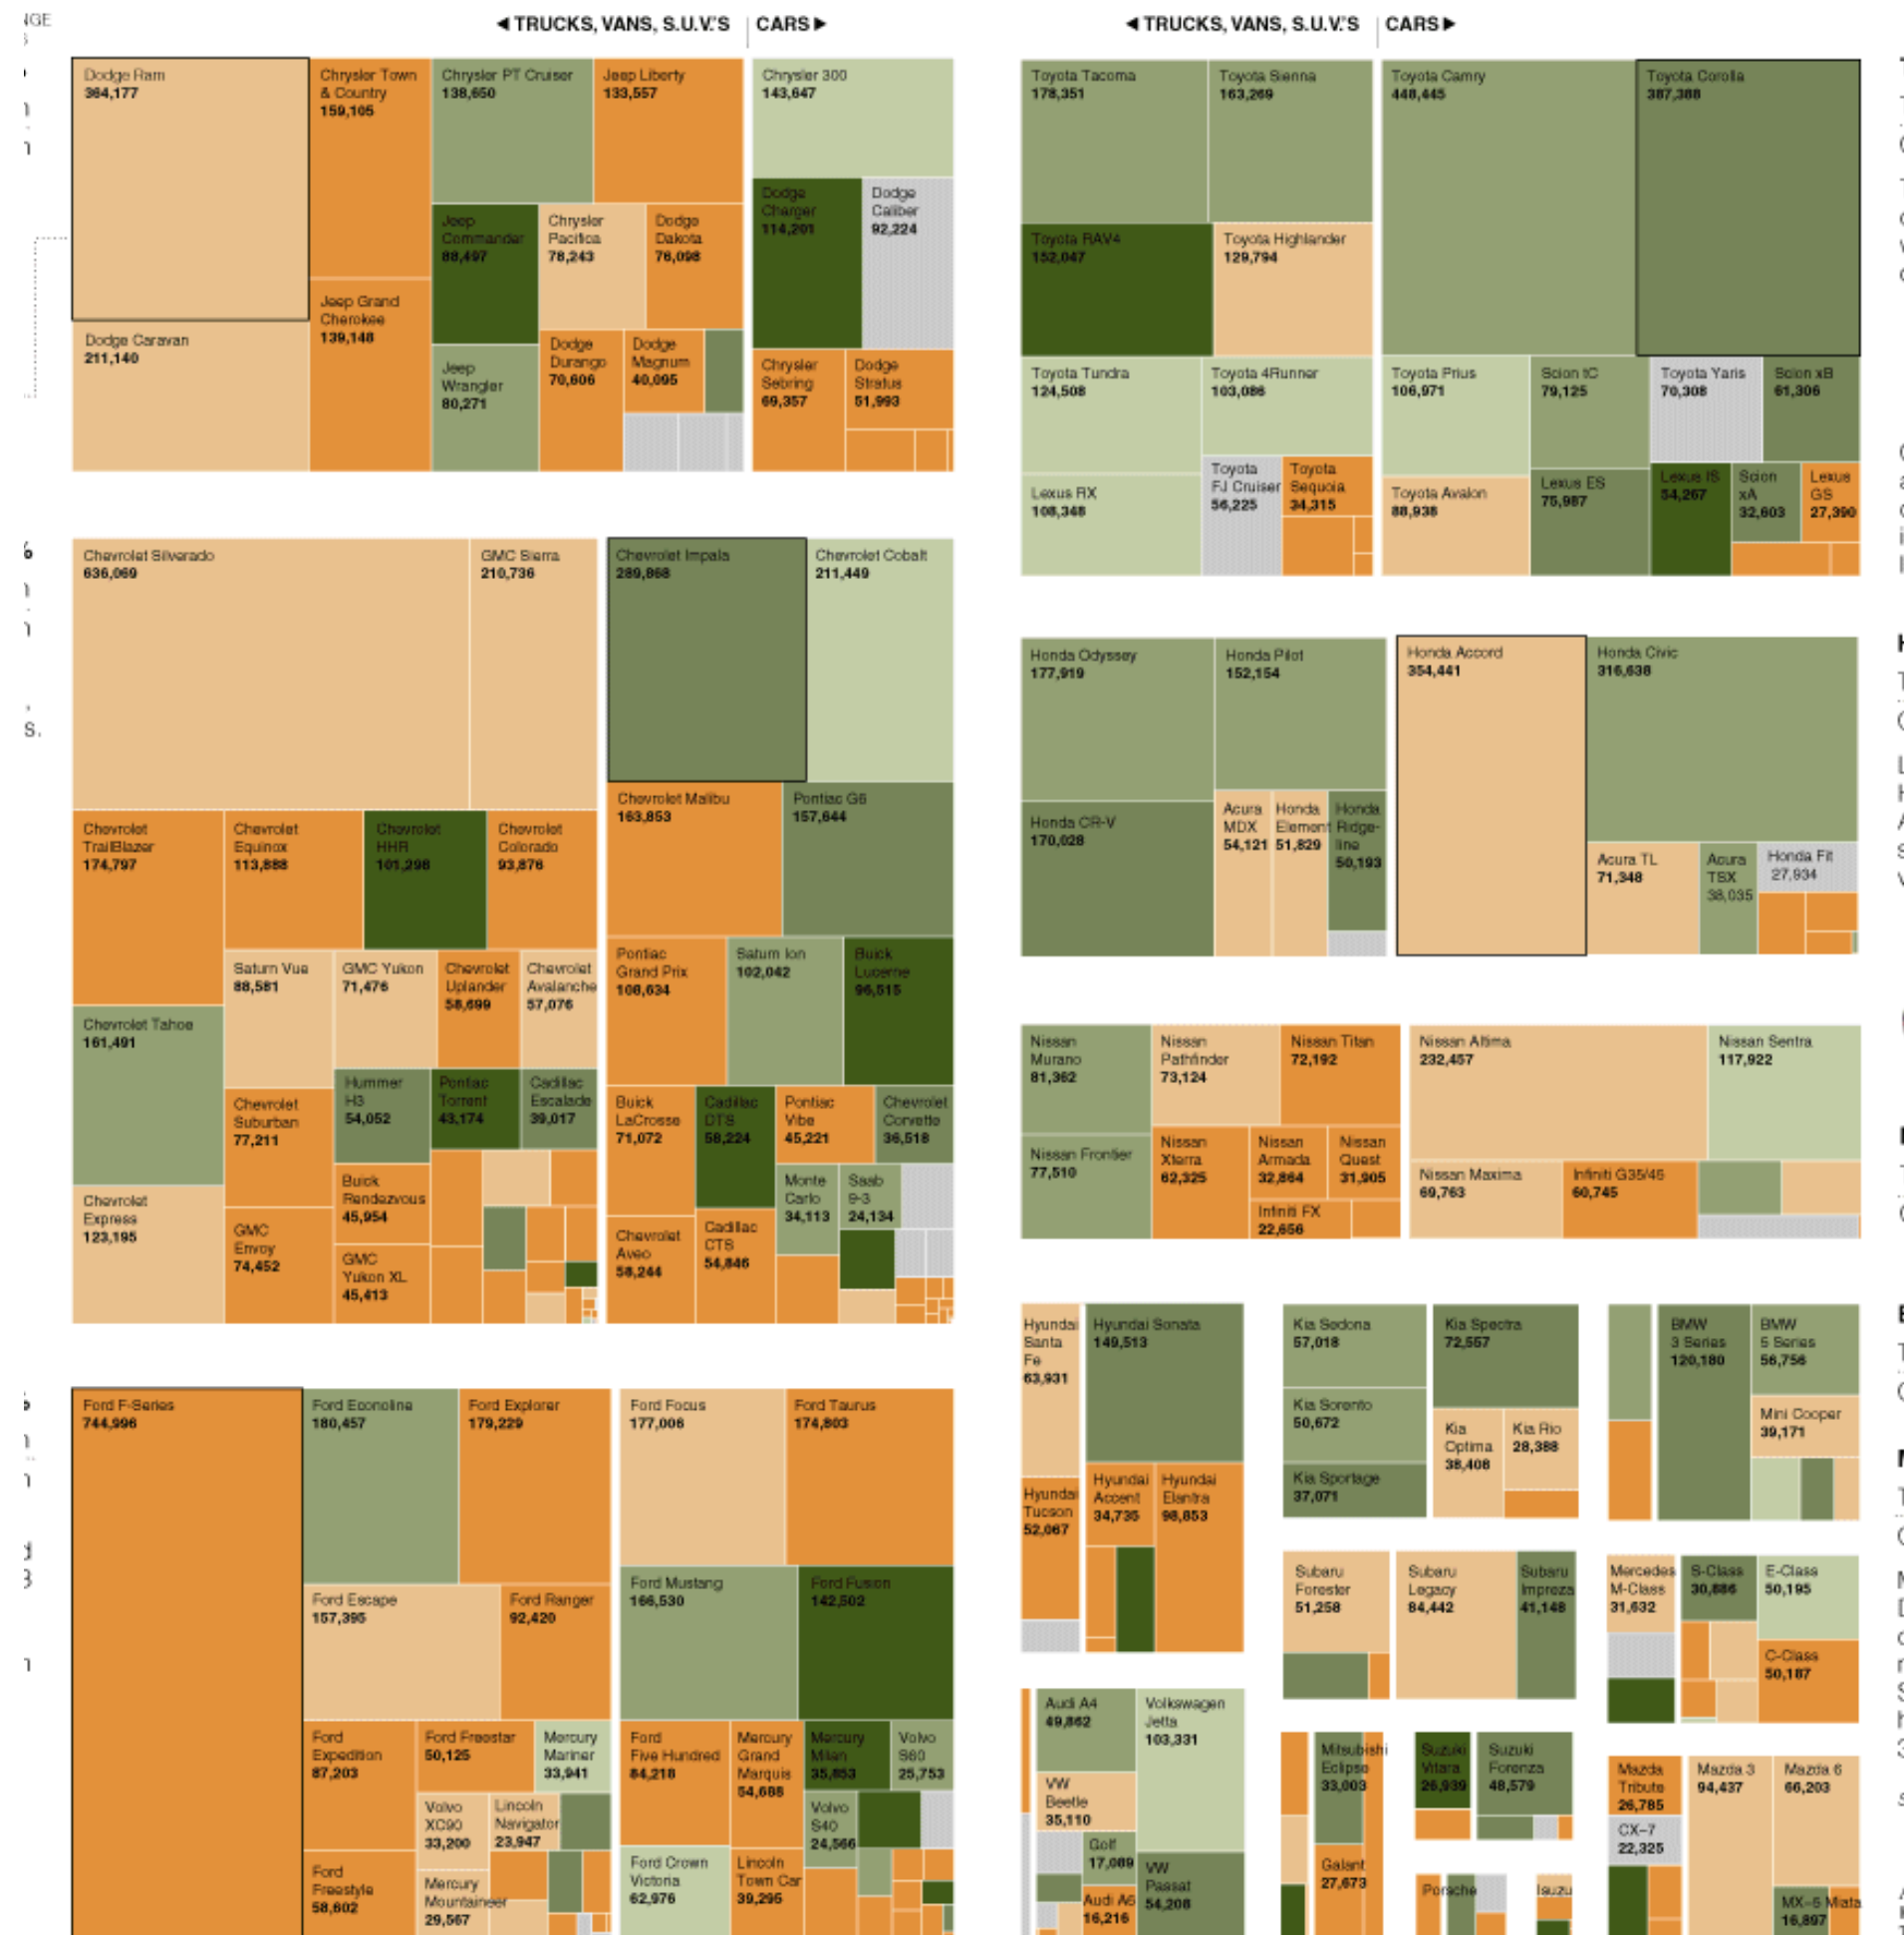 ◀ TRUCKS, VANS, S.U.V.'S
CARS ▶
Dodge Ram
364,177
Dodge Caravan
211,140
Chrysler Town
& Country
159,105
Jeep Grand
Cherokee
139,148
Chrysler PT Cruiser
138,650
Jeep Liberty
133,557
Jeep
Commander
88,497
Chrysler
Pacifica
78,243
Dodge
Dakota
76,098
Jeep
Wrangler
80,271
Dodge
Durango
70,606
Dodge
Magnum
40,095
Chrysler 300
143,647
Dodge
Charger
114,201
Dodge
Caliber
92,224
Chrysler
Sebring
69,357
Dodge
Stratus
51,993
Chevrolet Silverado
636,069
GMC Sierra
210,736
Chevrolet
TrailBlazer
174,797
Chevrolet
Equinox
113,888
Chevrolet
HHR
101,298
Chevrolet
Colorado
93,876
Chevrolet Tahoe
161,491
Saturn Vue
88,581
GMC Yukon
71,476
Chevrolet
Uplander
58,699
Chevrolet
Avalanche
57,076
Chevrolet
Suburban
77,211
Hummer
H3
54,052
Pontiac
Torrent
43,174
Cadillac
Escalade
39,017
Chevrolet
Express
123,195
GMC
Envoy
74,452
Buick
Rendezvous
45,954
GMC
Yukon XL
45,413
Chevrolet Impala
289,868
Chevrolet Cobalt
211,449
Chevrolet Malibu
163,853
Pontiac G6
157,644
Pontiac
Grand Prix
108,634
Saturn Ion
102,042
Buick
Lucerne
96,515
Buick
LaCrosse
71,072
Cadillac
DTS
58,224
Pontiac
Vibe
45,221
Chevrolet
Corvette
36,518
Chevrolet
Aveo
58,244
Cadillac
CTS
54,846
Monte
Carlo
34,113
Saab
9-3
24,134
Ford F-Series
744,996
Ford Econoline
180,457
Ford Explorer
179,229
Ford Escape
157,395
Ford Ranger
92,420
Ford
Expedition
87,203
Ford Freestar
50,125
Mercury
Mariner
33,941
Ford
Freestyle
58,602
Volvo
XC90
33,200
Lincoln
Navigator
23,947
Mercury
Mountaineer
29,567
Ford Focus
177,006
Ford Taurus
174,803
Ford Mustang
166,530
Ford Fusion
142,502
Ford
Five Hundred
84,218
Mercury
Grand
Marquis
54,688
Mercury
Milan
35,853
Volvo
S60
25,753
Volvo
S40
24,566
Ford Crown
Victoria
62,976
Lincoln
Town Car
39,295
◀ TRUCKS, VANS, S.U.V.'S
CARS ▶
Toyota Tacoma
178,351
Toyota Sienna
163,269
Toyota RAV4
152,047
Toyota Highlander
129,794
Toyota Tundra
124,508
Toyota 4Runner
103,086
Lexus RX
108,348
Toyota
FJ Cruiser
56,225
Toyota
Sequoia
34,315
Toyota Camry
448,445
Toyota Corolla
387,388
Toyota Prius
106,971
Scion tC
79,125
Toyota Yaris
70,308
Scion xB
61,306
Toyota Avalon
88,938
Lexus ES
75,987
Lexus IS
54,267
Scion
xA
32,603
Lexus
GS
27,390
Honda Odyssey
177,919
Honda Pilot
152,154
Honda CR-V
170,028
Acura
MDX
54,121
Honda
Element
51,829
Honda
Ridge-
line
50,193
Honda Accord
354,441
Honda Civic
316,638
Acura TL
71,348
Acura
TSX
38,035
Honda Fit
27,934
Nissan
Murano
81,362
Nissan
Pathfinder
73,124
Nissan Titan
72,192
Nissan Frontier
77,510
Nissan
Xterra
62,325
Nissan
Armada
32,864
Nissan
Quest
31,905
Infiniti FX
22,656
Nissan Altima
232,457
Nissan Sentra
117,922
Nissan Maxima
69,763
Infiniti G35/45
60,745
Hyundai
Santa
Fe
63,931
Hyundai Sonata
149,513
Hyundai
Tucson
52,067
Hyundai
Accent
34,735
Hyundai
Elantra
98,853
Kia Sedona
57,018
Kia Sorento
50,672
Kia Sportage
37,071
Kia Spectra
72,557
Kia
Optima
38,408
Kia Rio
28,388
BMW
3 Series
120,180
BMW
5 Series
56,756
Mini Cooper
39,171
Subaru
Forester
51,258
Subaru
Legacy
84,442
Subaru
Impreza
41,148
Mercedes
M-Class
31,632
S-Class
30,886
E-Class
50,195
C-Class
50,187
Audi A4
49,862
Volkswagen
Jetta
103,331
VW
Beetle
35,110
Golf
17,089
Audi A6
16,216
VW
Passat
54,208
Mitsubishi
Eclipse
33,003
Galant
27,673
Suzuki
Vitara
26,939
Suzuki
Forenza
48,579
Porsche
Isuzu
Mazda
Tribute
26,785
CX-7
22,325
Mazda 3
94,437
Mazda 6
66,203
MX-5 Miata
16,897